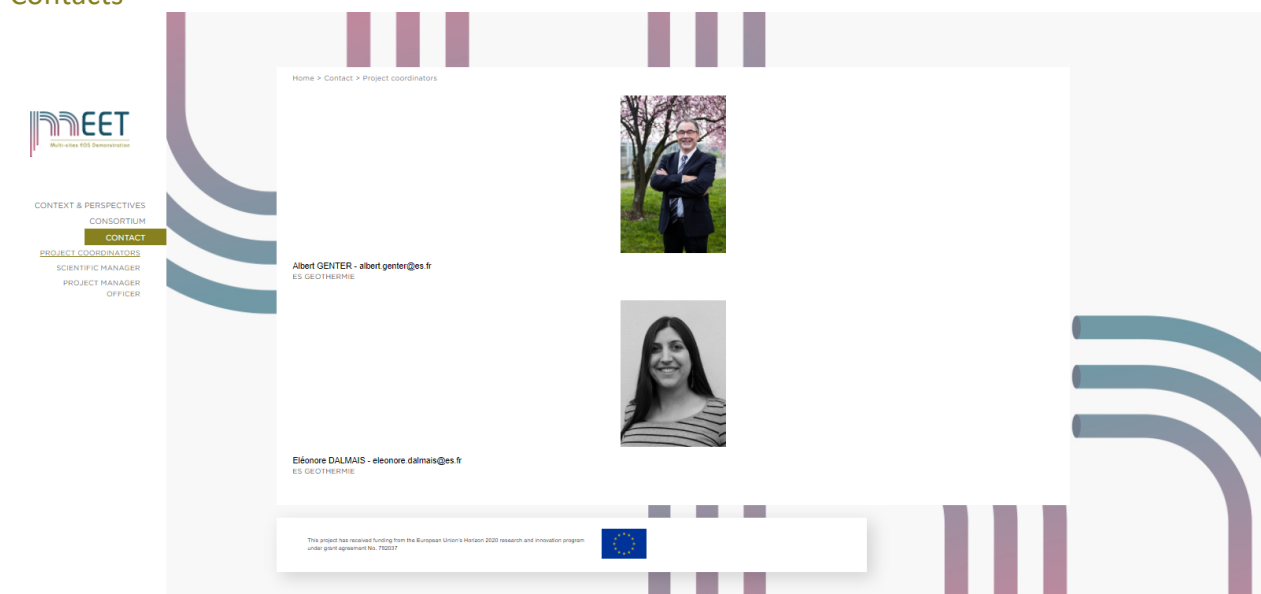 Contacts
Home > Contact > Project coordinators
MEET
Multi-sites EGS Demonstration
CONTEXT & PERSPECTIVES
CONSORTIUM
CONTACT
PROJECT COORDINATORS
SCIENTIFIC MANAGER
PROJECT MANAGER
OFFICER
Albert GENTER - albert.genter@es.fr
ES GEOTHERMIE
Eléonore DALMAIS - eleonore.dalmais@es.fr
ES GEOTHERMIE
This project has received funding from the European Union's Horizon 2020 research and innovation program
under grant agreement No. 792037